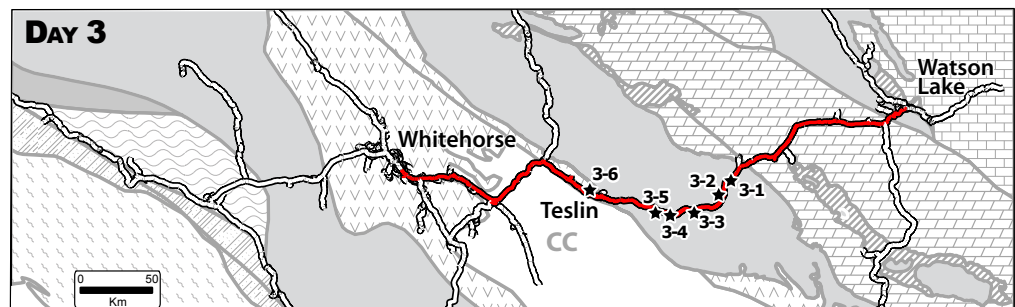 DAY 3
Watson
Lake
Whitehorse
3-6
3-2
3-1
Teslin
3-5
3-3
3-4
CC
0 50
Km